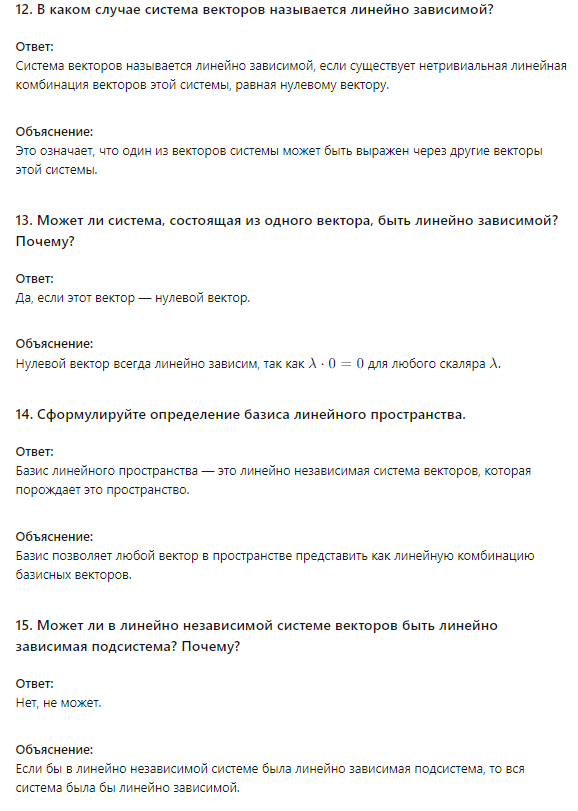 12. В каком случае система векторов называется линейно зависимой?
Ответ:
Система векторов называется линейно зависимой, если существует нетривиальная линейная
комбинация векторов этой системы, равная нулевому вектору.
Объяснение:
Это означает, что один из векторов системы может быть выражен через другие векторы
этой системы.
13. Может ли система, состоящая из одного вектора, быть линейно зависимой?
Почему?
Ответ:
Да, если этот вектор — нулевой вектор.
Объяснение:
Нулевой вектор всегда линейно зависим, так как λ · 0 = 0 для любого скаляра λ.
14. Сформулируйте определение базиса линейного пространства.
Ответ:
Базис линейного пространства — это линейно независимая система векторов, которая
порождает это пространство.
Объяснение:
Базис позволяет любой вектор в пространстве представить как линейную комбинацию
базисных векторов.
15. Может ли в линейно независимой системе векторов быть линейно
зависимая подсистема? Почему?
Ответ:
Нет, не может.
Объяснение:
Если бы в линейно независимой системе была линейно зависимая подсистема, то вся
система была бы линейно зависимой.